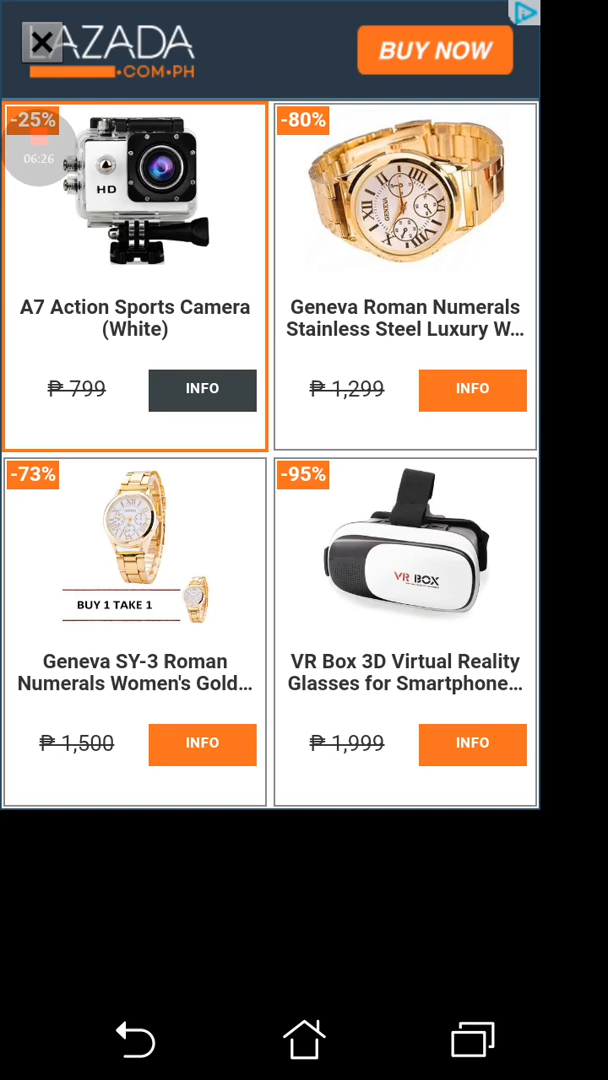 LAZADA
.COM.PH
BUY NOW
-25%
06:26
HD
A7 Action Sports Camera
(White)
₱ 799
INFO
-80%
GENEVA
Geneva Roman Numerals
Stainless Steel Luxury W...
₱ 1,299
INFO
-73%
BUY 1 TAKE 1
Geneva SY-3 Roman
Numerals Women's Gold...
₱ 1,500
INFO
-95%
VR BOX
VR Box 3D Virtual Reality
Glasses for Smartphone...
₱ 1,999
INFO